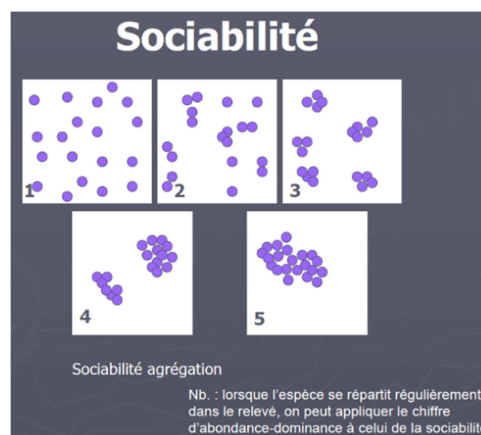 Sociabilité
1
2
3
4
5
Sociabilité agrégation
Nb. : lorsque l'espèce se répartit régulièrement
dans le relevé, on peut appliquer le chiffre
d'abondance-dominance à celui de la sociabilité